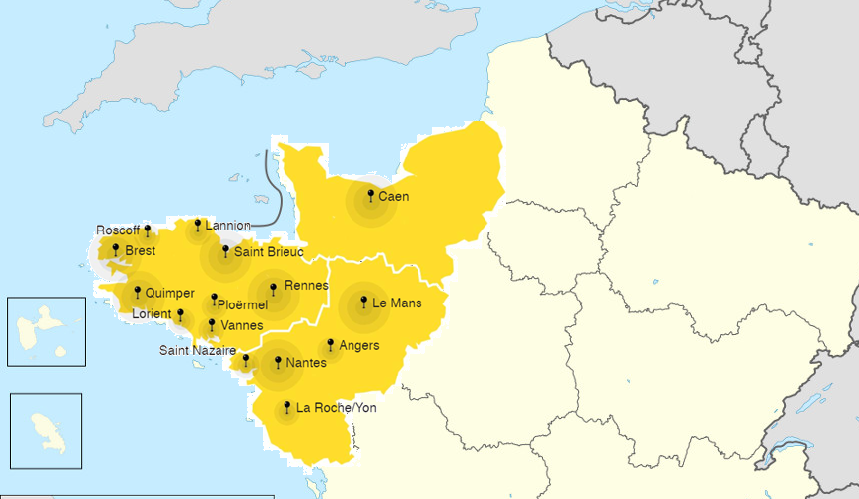 Caen
Roscoff
Lannion
Brest
Saint Brieuc
Quimper
Rennes
Ploërmel
Le Mans
Lorient
Vannes
Saint Nazaire
Angers
Nantes
La Roche/Yon